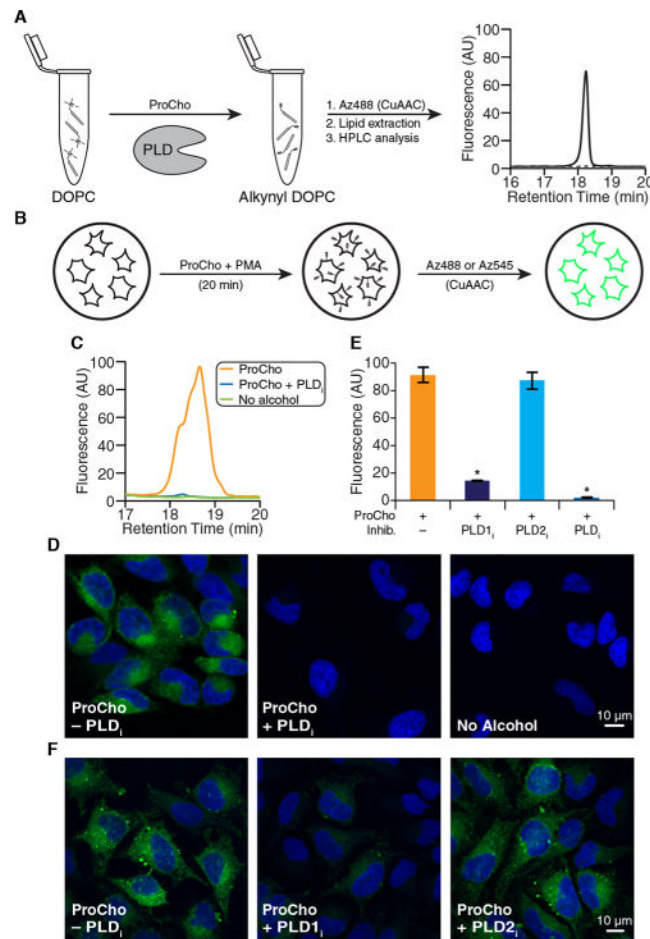 A
ProCho
PLD
DOPC
Alkynyl DOPC
1. Az488 (CuAAC)
2. Lipid extraction
3. HPLC analysis
Fluorescence (AU)
100
80
60
40
20
0
16 17 18 19 20
Retention Time (min)
B
ProCho + PMA
(20 min)
Az488 or Az545
(CuAAC)
C
Fluorescence (AU)
100
80
60
40
20
0
17 18 19 20
Retention Time (min)
ProCho
ProCho + PLDi
No alcohol
E
Fluorescence (AU)
100
80
60
40
20
0
* *
ProCho + + + +
Inhib. – PLD1i PLD2i PLDi
D
ProCho
– PLDi
ProCho
+ PLDi
No Alcohol
10 µm
F
ProCho
– PLDi
ProCho
+ PLD1i
ProCho
+ PLD2i
10 µm